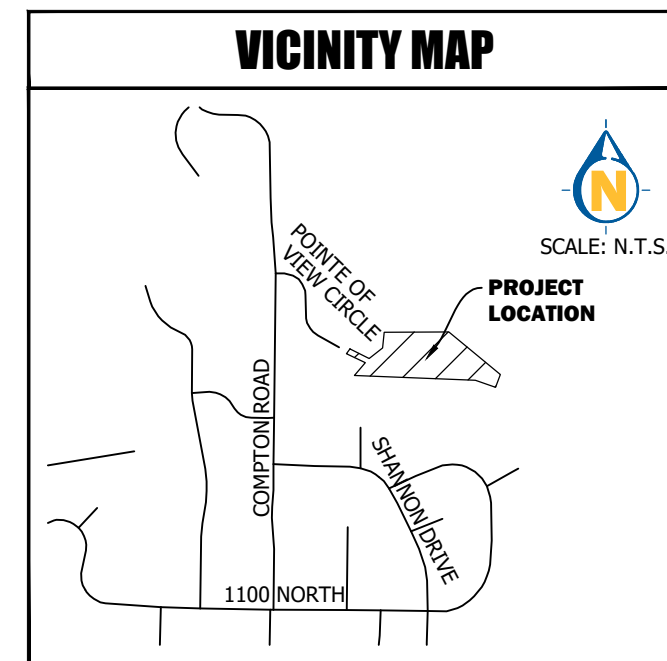 VICINITY MAP
N
SCALE: N.T.S.
POINTE OF
VIEW CIRCLE
PROJECT
LOCATION
COMPTON ROAD
SHANNON DRIVE
1100 NORTH